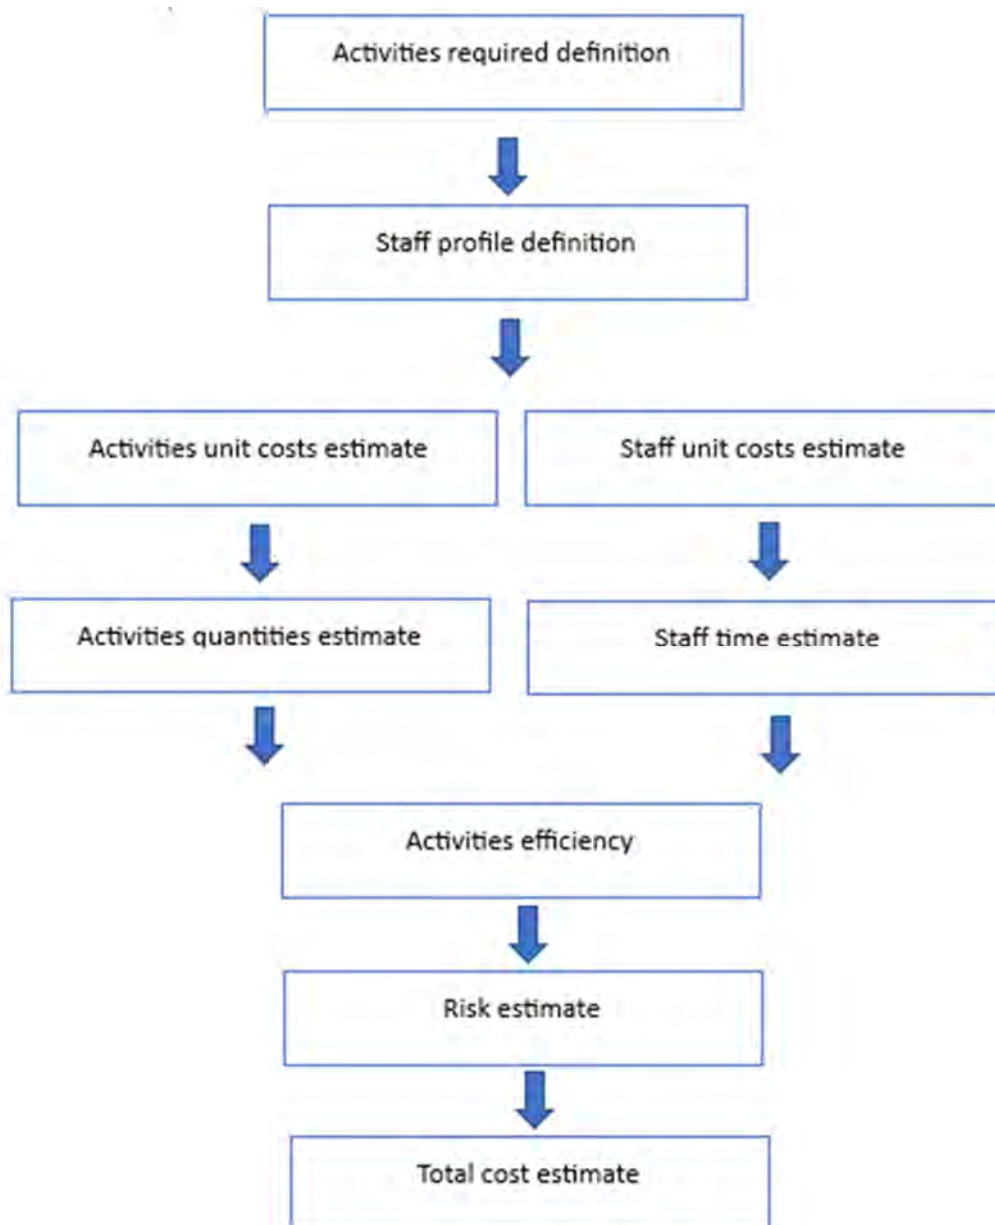 Activities required definition
Staff profile definition
Activities unit costs estimate
Staff unit costs estimate
Activities quantities estimate
Staff time estimate
Activities efficiency
Risk estimate
Total cost estimate